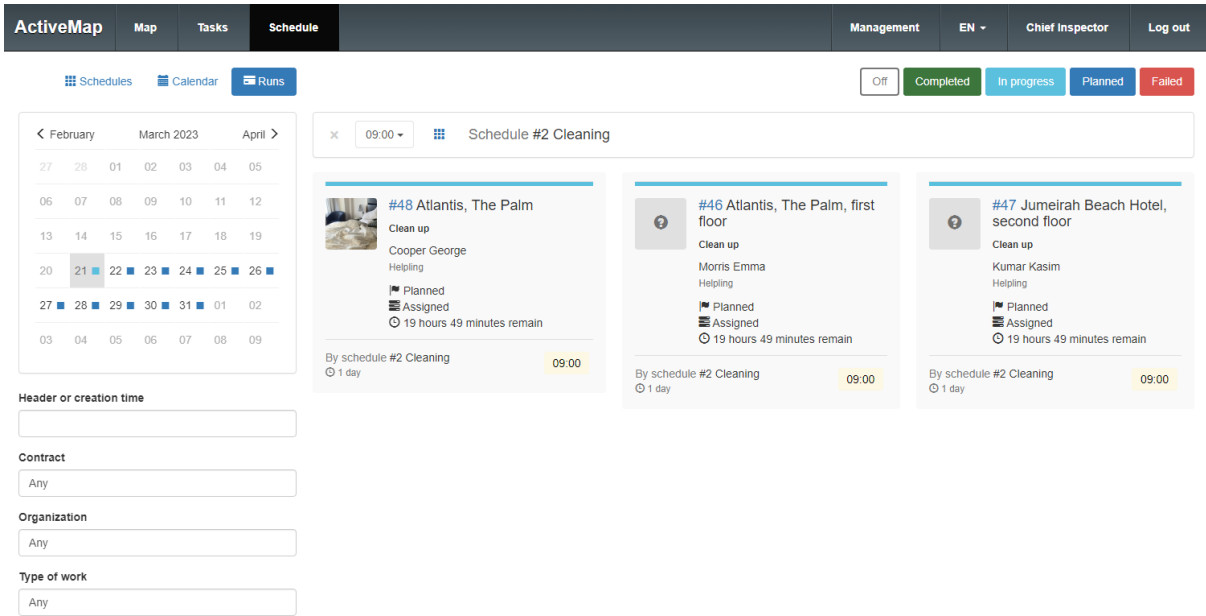 ActiveMap Map Tasks Schedule Management EN Chief Inspector Log out
Schedules Calendar Runs Off Completed In progress Planned Failed
February March 2023 April
27 28 01 02 03 04 05
06 07 08 09 10 11 12
13 14 15 16 17 18 19
20 21 22 23 24 25 26
27 28 29 30 31 01 02
03 04 05 06 07 08 09
Header or creation time
Contract
Any
Organization
Any
Type of work
Any
09:00 Schedule #2 Cleaning
#48 Atlantis, The Palm
Clean up
Cooper George
Helpling
Planned
Assigned
19 hours 49 minutes remain
By schedule #2 Cleaning
1 day
09:00
#46 Atlantis, The Palm, first
floor
Clean up
Morris Emma
Helpling
Planned
Assigned
19 hours 49 minutes remain
By schedule #2 Cleaning
1 day
09:00
#47 Jumeirah Beach Hotel,
second floor
Clean up
Kumar Kasim
Helpling
Planned
Assigned
19 hours 49 minutes remain
By schedule #2 Cleaning
1 day
09:00